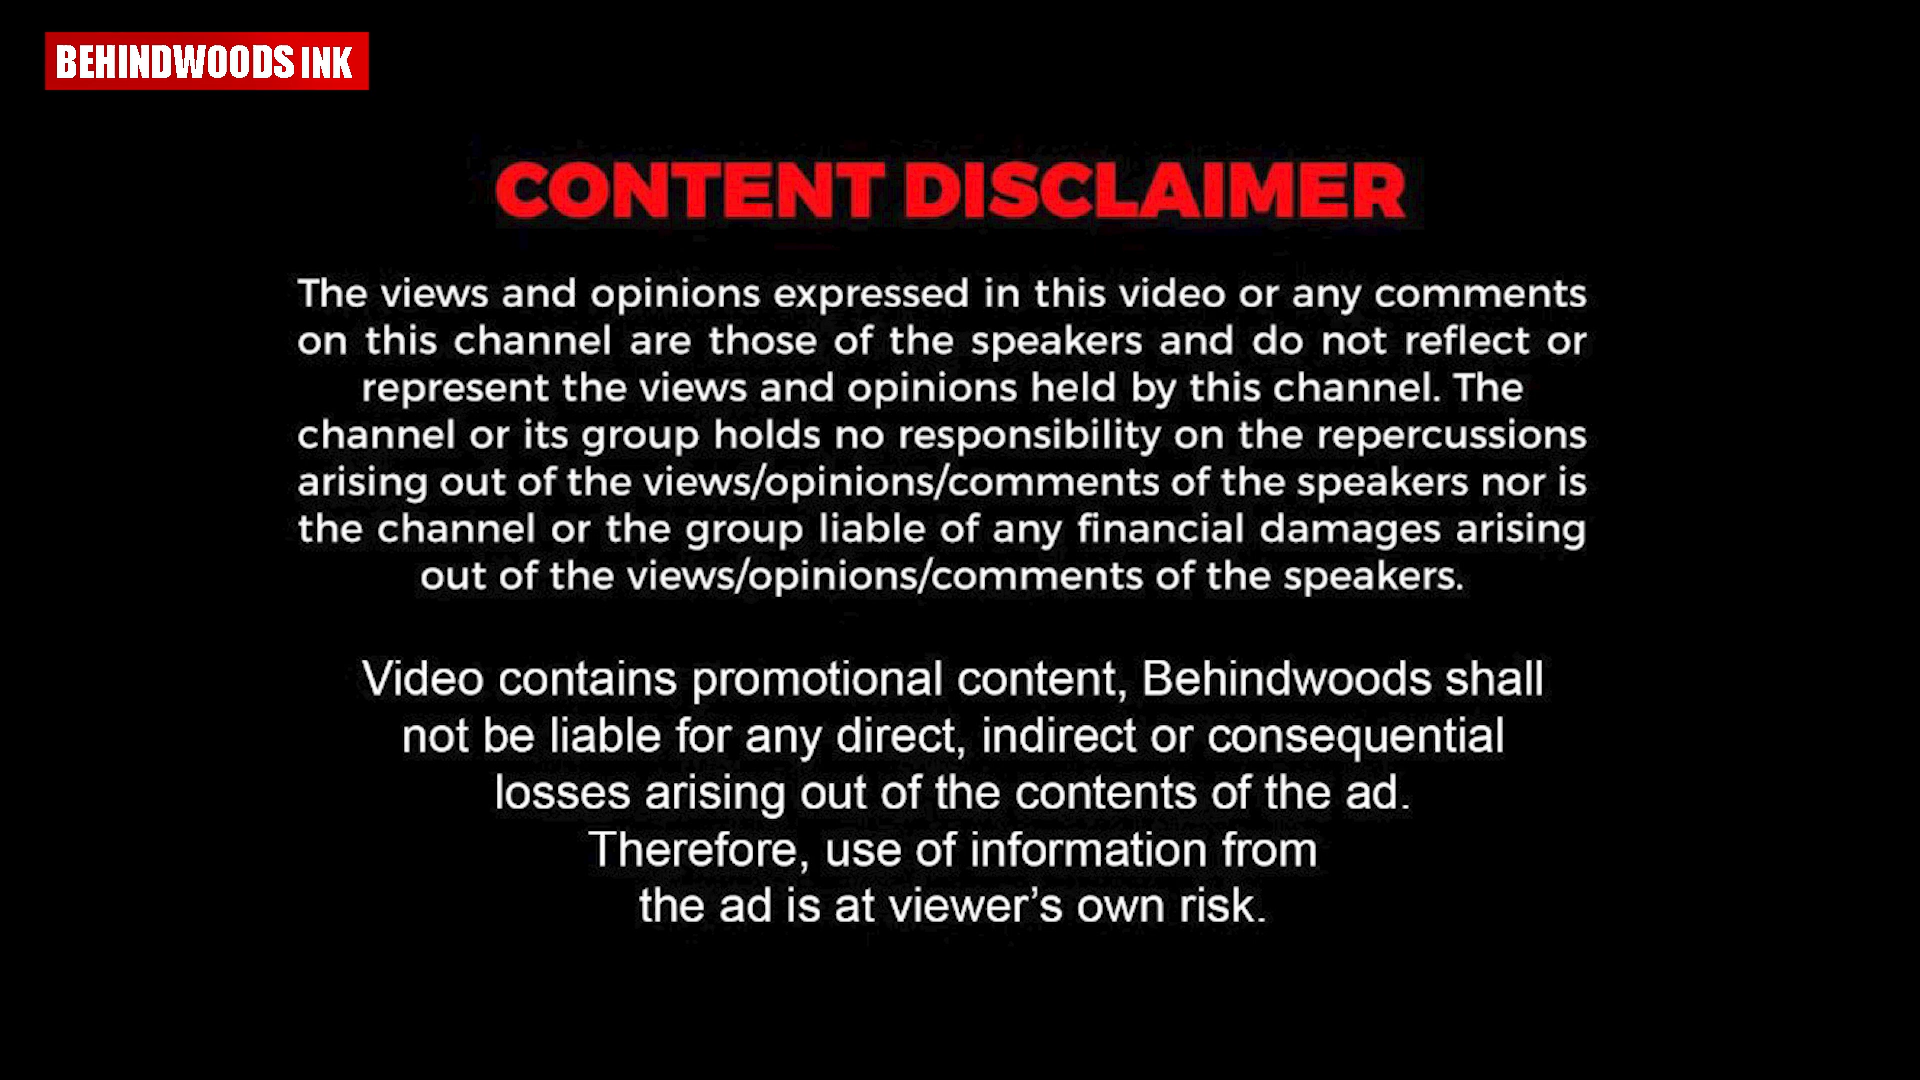 BEHINDWOODS INK
CONTENT DISCLAIMER
The views and opinions expressed in this video or any comments
on this channel are those of the speakers and do not reflect or
represent the views and opinions held by this channel. The
channel or its group holds no responsibility on the repercussions
arising out of the views/opinions/comments of the speakers nor is
the channel or the group liable of any financial damages arising
out of the views/opinions/comments of the speakers.
Video contains promotional content, Behindwoods shall
not be liable for any direct, indirect or consequential
losses arising out of the contents of the ad.
Therefore, use of information from
the ad is at viewer’s own risk.